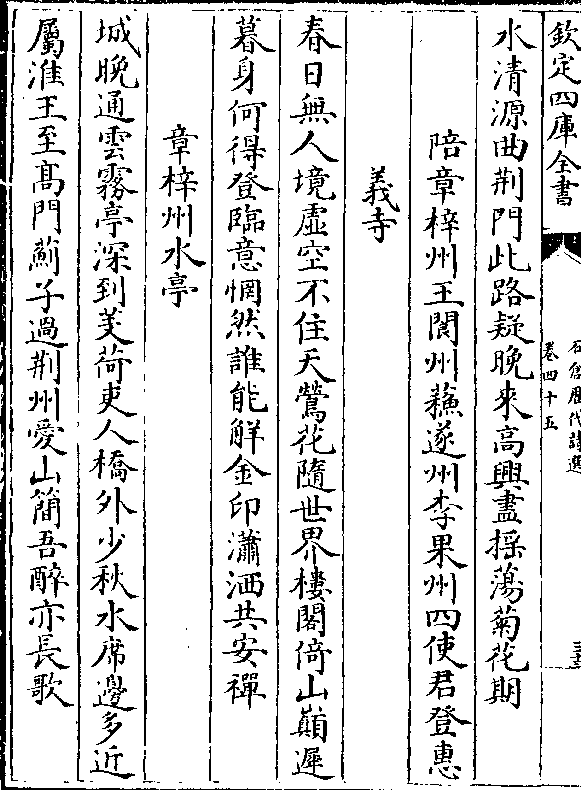 欽定四庫全書
石倉歷代詩選
卷四十五
水清源曲荆門此路疑晚來高興盡摇蕩菊花期
陪章梓州王閬州蘓遂州李果州四使君登惠
義寺
春日無人境虛空不住天鶯花隨世界樓閣倚山巔遲
暮身何得登臨意惘然誰能解金印瀟洒共安禪
章梓州水亭
城晚通雲霧亭深到芰荷吏人橋外少秋水席邊多近
屬淮王至髙門薊子過荆州愛山簡吾醉亦長歌